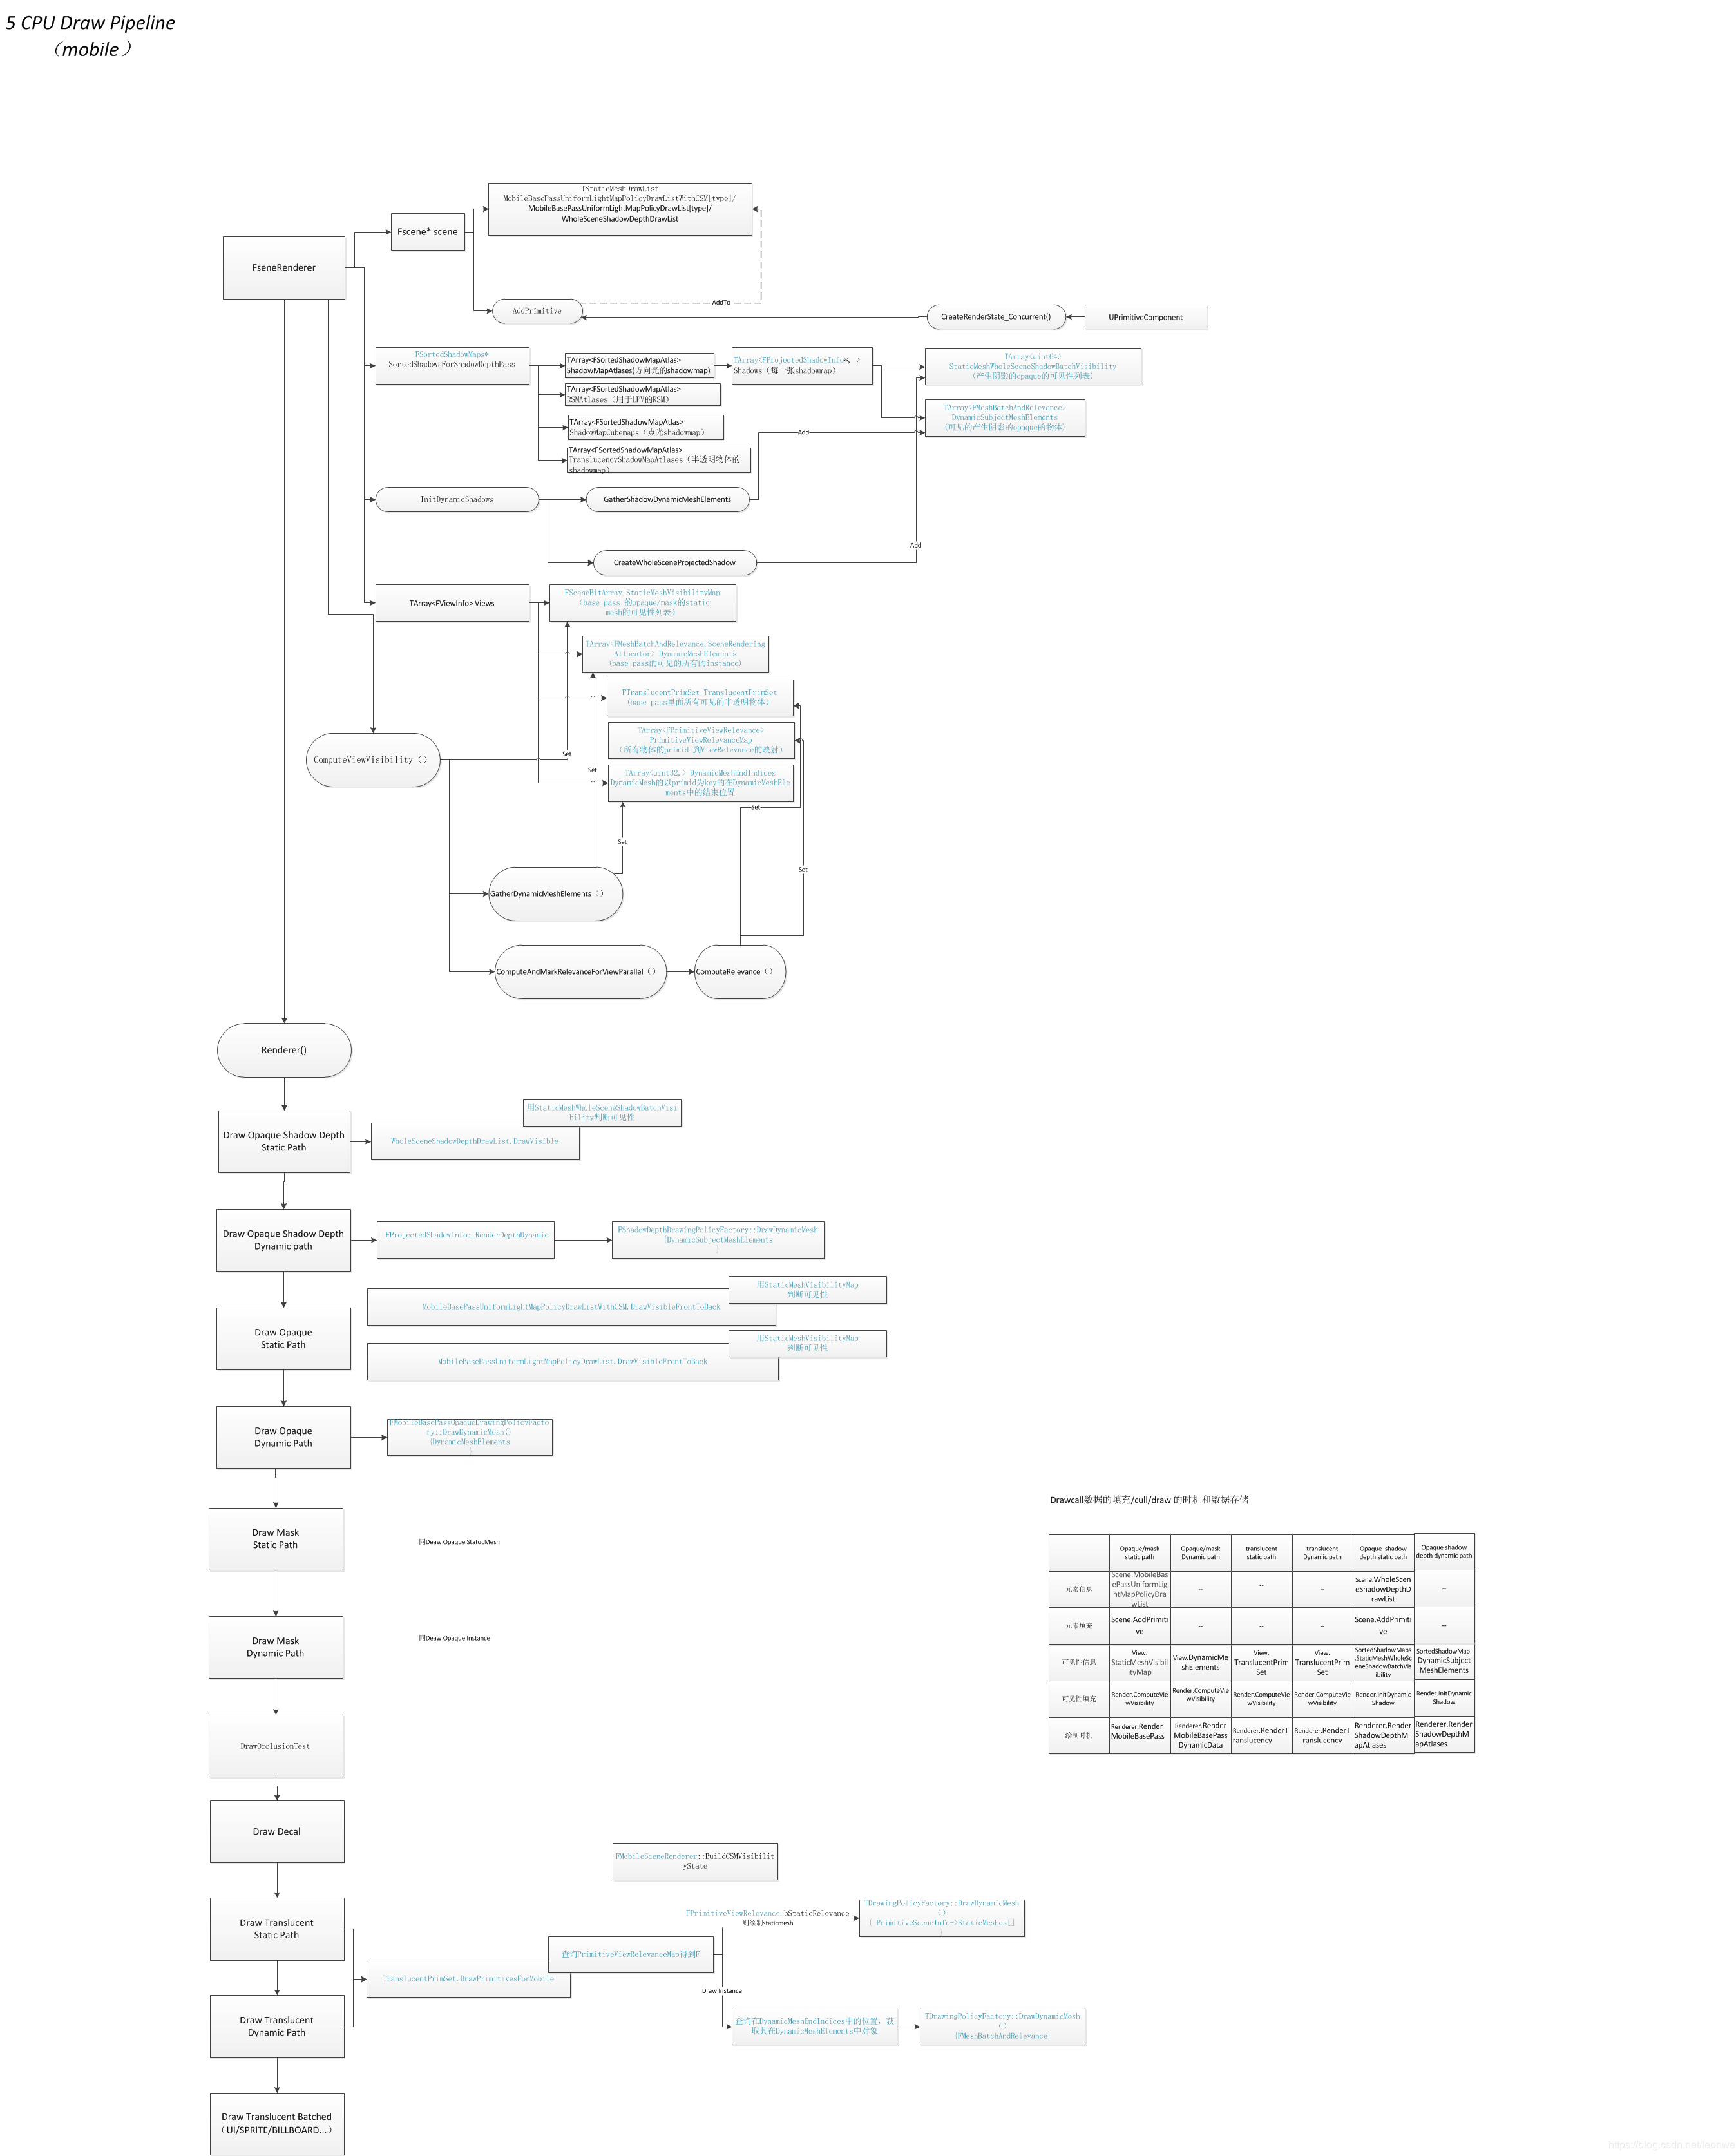 5 CPU Draw Pipeline
（mobile）
TStaticMeshDrawList
MobileBasePassUniformLightMapPolicyDrawListWithCSM[type]/
MobileBasePassUniformLightMapPolicyDrawList[type]/
WholeSceneShadowDepthDrawList
Fscene* scene
FseneRenderer
AddTo
AddPrimitive
CreateRenderState_Concurrent()
UPrimitiveComponent
FSortedShadowMaps*
SortedShadowsForShadowDepthPass
TArray<FSortedShadowMapAtlas>
ShadowMapAtlases(方向光的shadowmap)
TArray<FProjectedShadowInfo*, >
Shadows（每一张shadowmap）
TArray<uint64>
StaticMeshWholeSceneShadowBatchVisibility
(产生阴影的opaque的可见性列表)
TArray<FSortedShadowMapAtlas>
RSMAtlases（用于LPV的RSM）
TArray<FMeshBatchAndRelevance>
DynamicSubjectMeshElements
(可见的产生阴影的opaque的物体)
TArray<FSortedShadowMapAtlas>
ShadowMapCubemaps（点光shadowmap）
Add
TArray<FSortedShadowMapAtlas>
TranslucencyShadowMapAtlases（半透明物体的
shadowmap）
InitDynamicShadows
GatherShadowDynamicMeshElements
Add
CreateWholeSceneProjectedShadow
TArray<FViewInfo> Views
FSceneBitArray StaticMeshVisibilityMap
（base pass 的opaque/mask的static
mesh的可见性列表）
TArray<FMeshBatchAndRelevance,SceneRendering
Allocator> DynamicMeshElements
(base pass的可见的所有的instance)
FTranslucentPrimSet TranslucentPrimSet
(base pass里面所有可见的半透明物体)
TArray<FPrimitiveViewRelevance>
PrimitiveViewRelevanceMap
（所有物体的primid 到ViewRelevance的映射）
ComputeViewVisibility（）
Set
Set
TArray<uint32,> DynamicMeshEndIndices
DynamicMesh的以primid为key的在DynamicMeshEle
ments中的结束位置
Set
Set
Set
GatherDynamicMeshElements（）
ComputeAndMarkRelevanceForViewParallel（）
ComputeRelevance（）
Renderer()
用StaticMeshWholeSceneShadowBatchVisi
bility判断可见性
Draw Opaque Shadow Depth
Static Path
WholeSceneShadowDepthDrawList.DrawVisible
Draw Opaque Shadow Depth
Dynamic path
FProjectedShadowInfo::RenderDepthDynamic
FShadowDepthDrawingPolicyFactory::DrawDynamicMesh
{DynamicSubjectMeshElements
}
用StaticMeshVisibilityMap
判断可见性
MobileBasePassUniformLightMapPolicyDrawListWithCSM.DrawVisibleFrontToBack
Draw Opaque
Static Path
用StaticMeshVisibilityMap
判断可见性
MobileBasePassUniformLightMapPolicyDrawList.DrawVisibleFrontToBack
Draw Opaque
Dynamic Path
FMobileBasePassOpaqueDrawingPolicyFacto
ry::DrawDynamicMesh()
{DynamicMeshElements
}
Draw Mask
Static Path
同Deaw Opaque StatucMesh
Draw Mask
Dynamic Path
同Deaw Opaque Instance
Drawcall数据的填充/cull/draw 的时机和数据存储
Opaque/mask static path
Opaque/mask Dynamic path
translucent static path
translucent Dynamic path
Opaque shadow depth static path
Opaque shadow depth dynamic path
元素信息
Scene.MobileBasePassUniformLightMapPolicyDrawList
--
--
--
Scene.WholeSceneShadowDepthDrawList
--
元素填充
Scene.AddPrimitive
--
--
--
Scene.AddPrimitive
--
可见性信息
View.StaticMeshVisibilityMap
View.DynamicMeshElements
View.TranslucentPrimSet
View.TranslucentPrimSet
SortedShadowMaps.StaticMeshWholeSceneShadowBatchVisibility
SortedShadowMap.DynamicSubjectMeshElements
可见性填充
Render.ComputeViewVisibility
Render.ComputeViewVisibility
Render.ComputeViewVisibility
Render.ComputeViewVisibility
Render.InitDynamicShadow
Render.InitDynamicShadow
绘制时机
Renderer.RenderMobileBasePass
Renderer.RenderMobileBasePassDynamicData
Renderer.RenderTranslucency
Renderer.RenderTranslucency
Renderer.RenderShadowDepthMapAtlases
Renderer.RenderShadowDepthMapAtlases
DrawOcclusionTest
Draw Decal
FMobileSceneRenderer::BuildCSMVisibilit
yState
Draw Translucent
Static Path
FPrimitiveViewRelevance.bStaticRelevance
则绘制staticmesh
TDrawingPolicyFactory::DrawDynamicMesh
（）
{ PrimitiveSceneInfo->StaticMeshes[]
}
查询PrimitiveViewRelevanceMap得到F
TranslucentPrimSet.DrawPrimitivesForMobile
Draw Instance
Draw Translucent
Dynamic Path
查询在DynamicMeshEndIndices中的位置，获
取其在DynamicMeshElements中对象
TDrawingPolicyFactory::DrawDynamicMesh
（）
{FMeshBatchAndRelevance}
Draw Translucent Batched
（UI/SPRITE/BILLBOARD...）